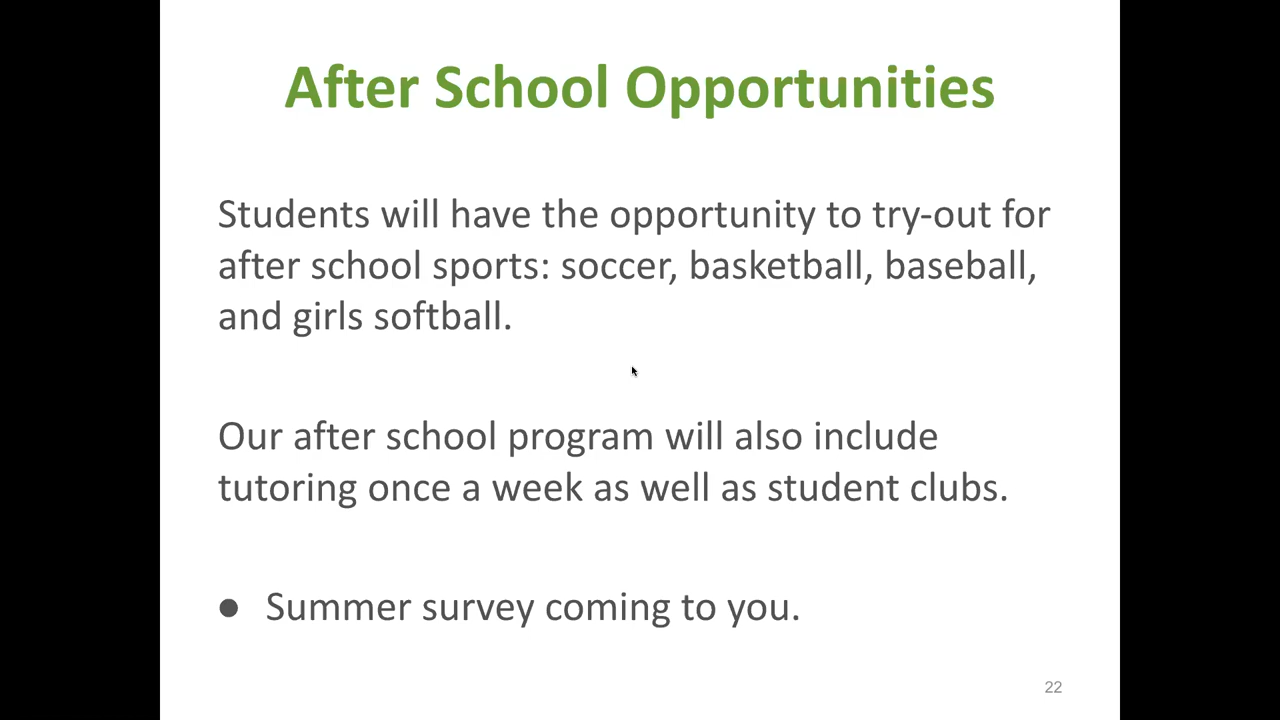 After School Opportunities
Students will have the opportunity to try-out for
after school sports: soccer, basketball, baseball,
and girls softball.
Our after school program will also include
tutoring once a week as well as student clubs.
● Summer survey coming to you.
22